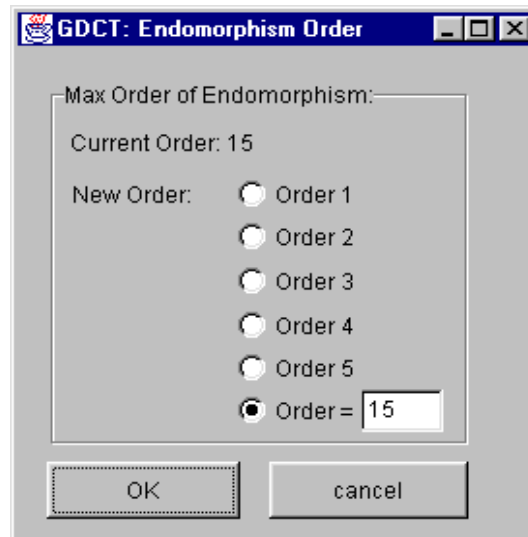 GDCT: Endomorphism Order
Max Order of Endomorphism:
Current Order: 15
New Order:
Order 1
Order 2
Order 3
Order 4
Order 5
Order = 15
OK
cancel